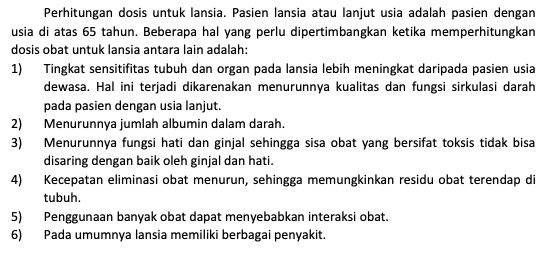 Perhitungan dosis untuk lansia. Pasien lansia atau lanjut usia adalah pasien dengan
usia di atas 65 tahun. Beberapa hal yang perlu dipertimbangkan ketika memperhitungkan
dosis obat untuk lansia antara lain adalah:
1) Tingkat sensitifitas tubuh dan organ pada lansia lebih meningkat daripada pasien usia
dewasa. Hal ini terjadi dikarenakan menurunnya kualitas dan fungsi sirkulasi darah
pada pasien dengan usia lanjut.
2) Menurunnya jumlah albumin dalam darah.
3) Menurunnya fungsi hati dan ginjal sehingga sisa obat yang bersifat toksis tidak bisa
disaring dengan baik oleh ginjal dan hati.
4) Kecepatan eliminasi obat menurun, sehingga memungkinkan residu obat terendap di
tubuh.
5) Penggunaan banyak obat dapat menyebabkan interaksi obat.
6) Pada umumnya lansia memiliki berbagai penyakit.